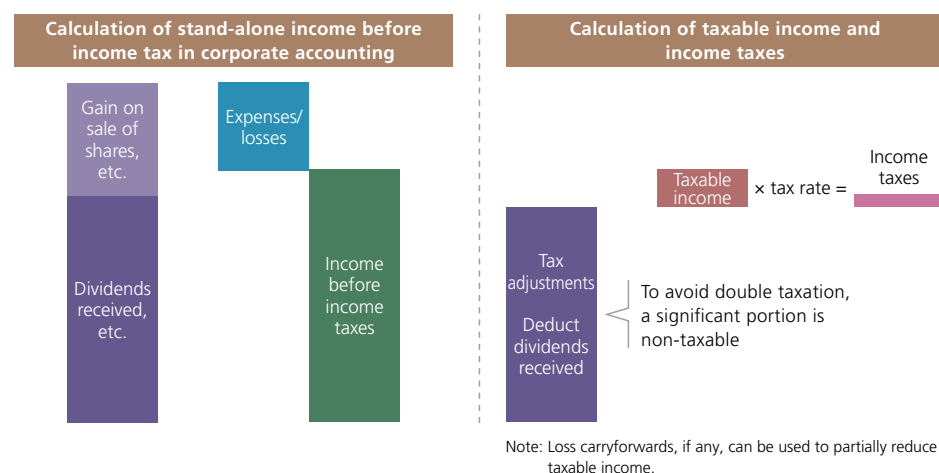 Calculation of stand-alone income before
income tax in corporate accounting
Gain on
sale of
shares,
etc.
Dividends
received,
etc.
Expenses/
losses
Income
before
income
taxes
Calculation of taxable income and
income taxes
Taxable
income
× tax rate =
Income
taxes
Tax
adjustments
Deduct
dividends
received
To avoid double taxation,
a significant portion is
non-taxable
Note: Loss carryforwards, if any, can be used to partially reduce
taxable income.